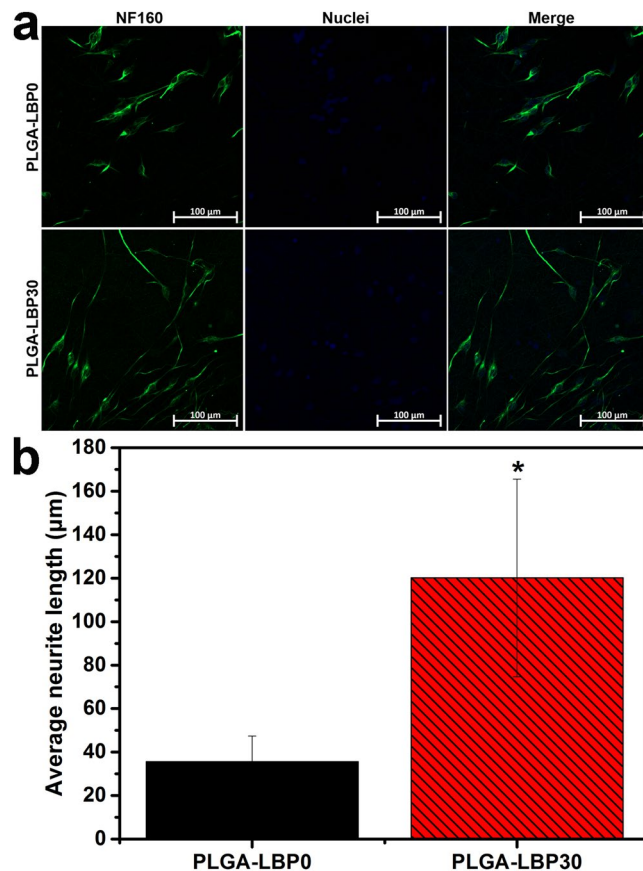 a
NF160 Nuclei Merge
PLGA-LBP0
100 µm 100 µm 100 µm
PLGA-LBP30
100 µm 100 µm 100 µm
b
Average neurite length (µm)
180
160
140
120
100
80
60
40
20
0
*
PLGA-LBP0 PLGA-LBP30